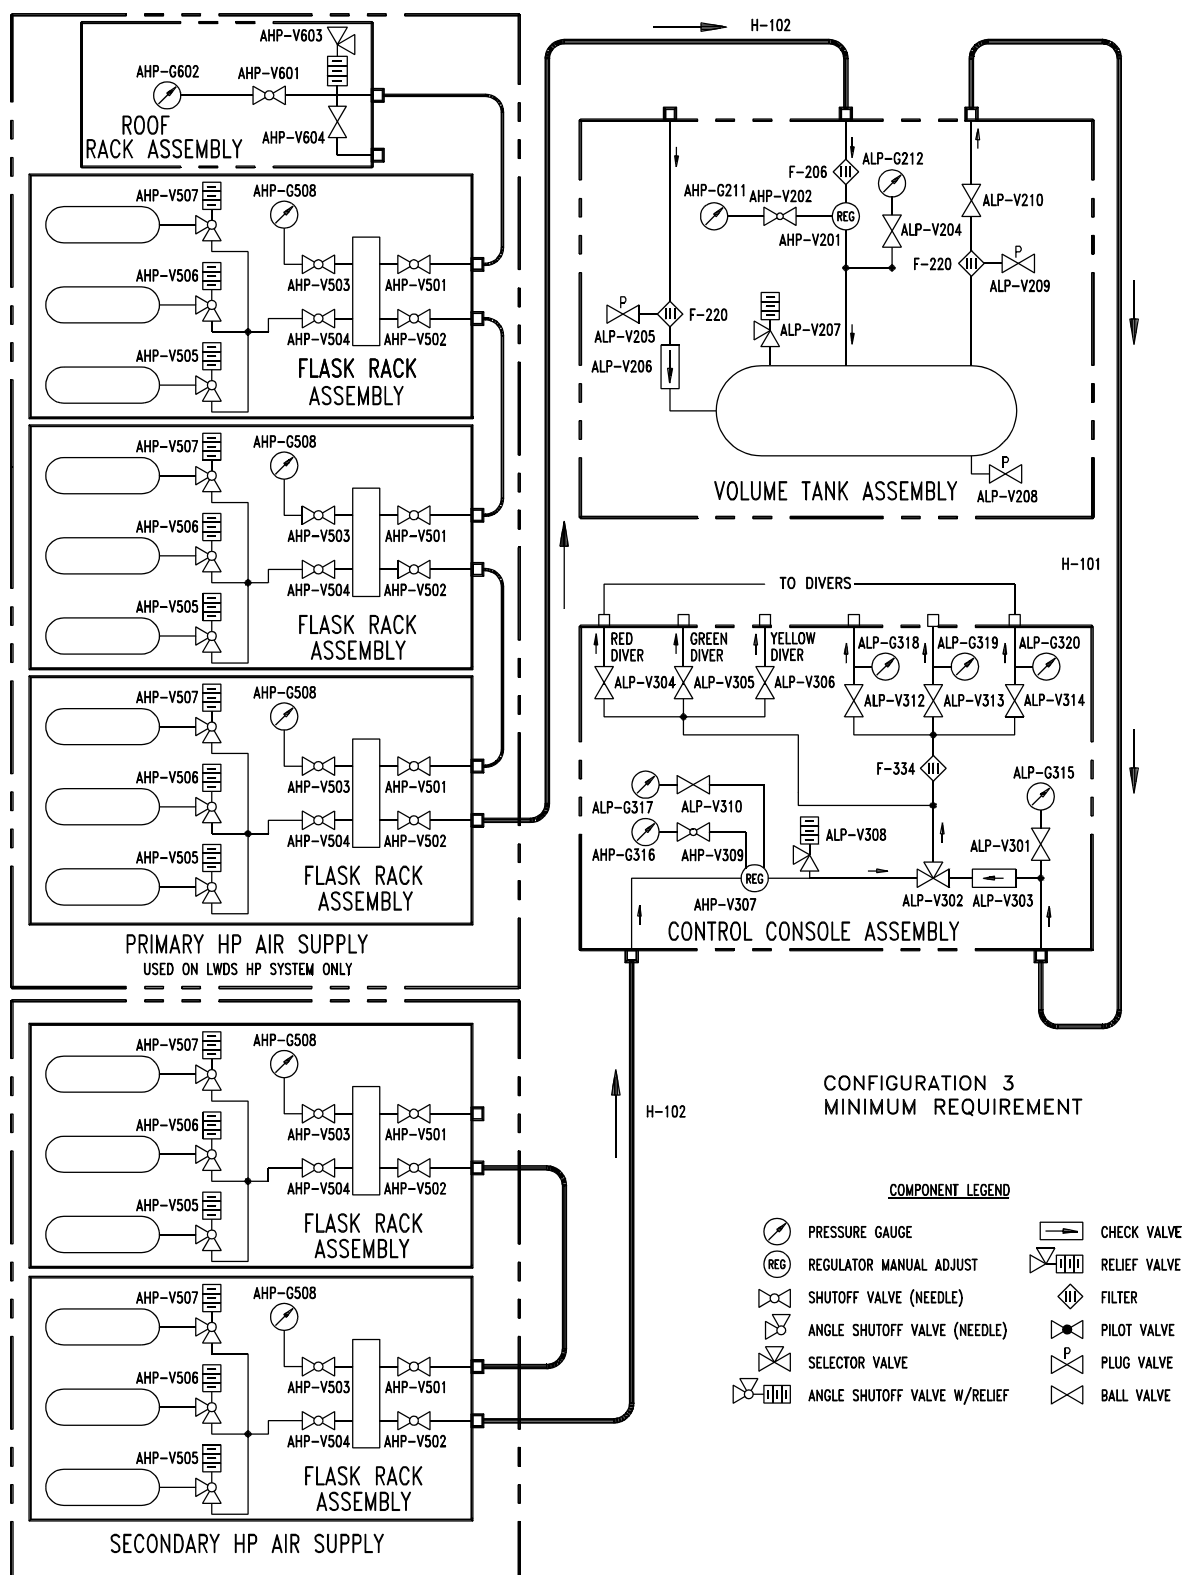 H-102
AHP-V603
AHP-G602
AHP-V601
AHP-V604
ROOF
RACK ASSEMBLY
AHP-V507
AHP-G508
AHP-V506
AHP-V503
AHP-V501
AHP-V505
AHP-V504
AHP-V502
FLASK RACK
ASSEMBLY
AHP-V507
AHP-G508
AHP-V506
AHP-V503
AHP-V501
AHP-V505
AHP-V504
AHP-V502
FLASK RACK
ASSEMBLY
AHP-V507
AHP-G508
AHP-V506
AHP-V503
AHP-V501
AHP-V505
AHP-V504
AHP-V502
FLASK RACK
ASSEMBLY
PRIMARY HP AIR SUPPLY
USED ON LWDS HP SYSTEM ONLY
AHP-V507
AHP-G508
AHP-V506
AHP-V503
AHP-V501
AHP-V505
AHP-V504
AHP-V502
FLASK RACK
ASSEMBLY
AHP-V507
AHP-G508
AHP-V506
AHP-V503
AHP-V501
AHP-V505
AHP-V504
AHP-V502
FLASK RACK
ASSEMBLY
SECONDARY HP AIR SUPPLY
F-206
ALP-G212
AHP-G211
AHP-V202
REG
AHP-V201
ALP-V204
ALP-V210
F-220
P
ALP-V209
P
F-220
ALP-V205
ALP-V207
ALP-V206
P
ALP-V208
VOLUME TANK ASSEMBLY
H-101
TO DIVERS
RED
DIVER
GREEN
DIVER
YELLOW
DIVER
ALP-G318
ALP-G319
ALP-G320
ALP-V304
ALP-V305
ALP-V306
ALP-V312
ALP-V313
ALP-V314
F-334
ALP-G315
ALP-G317
ALP-V310
ALP-V308
AHP-G316
AHP-V309
ALP-V301
REG
AHP-V307
ALP-V302
ALP-V303
CONTROL CONSOLE ASSEMBLY
H-102
CONFIGURATION 3
MINIMUM REQUIREMENT
COMPONENT LEGEND
PRESSURE GAUGE
CHECK VALVE
REG
REGULATOR MANUAL ADJUST
RELIEF VALVE
SHUTOFF VALVE (NEEDLE)
FILTER
ANGLE SHUTOFF VALVE (NEEDLE)
PILOT VALVE
SELECTOR VALVE
P
PLUG VALVE
ANGLE SHUTOFF VALVE W/RELIEF
BALL VALVE